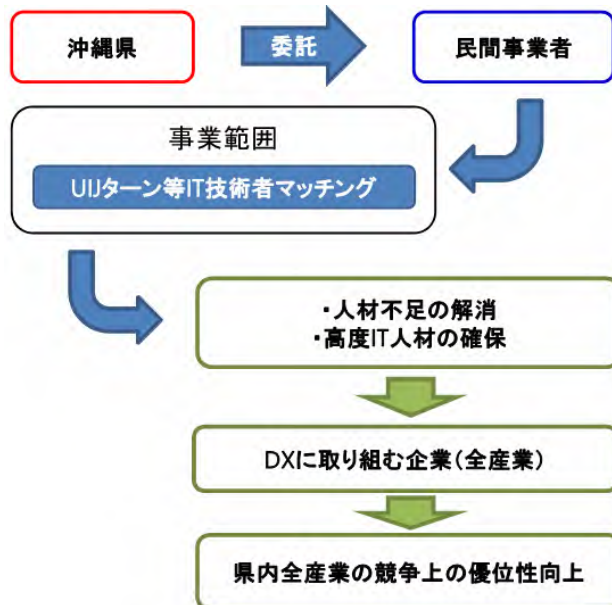 沖縄県
委託
民間事業者
事業範囲
UIJターン等IT技術者マッチング
・人材不足の解消
・高度IT人材の確保
DXに取り組む企業(全産業)
県内全産業の競争上の優位性向上